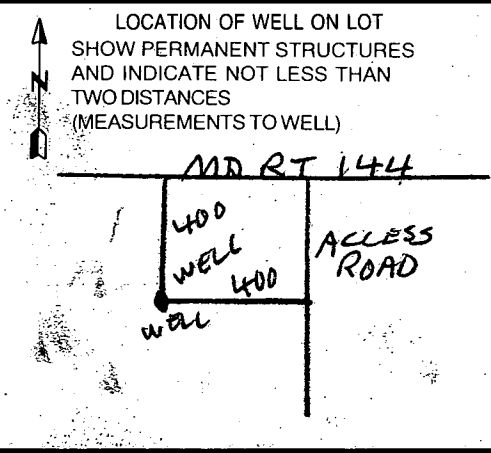 LOCATION OF WELL ON LOT
SHOW PERMANENT STRUCTURES
AND INDICATE NOT LESS THAN
TWO DISTANCES
(MEASUREMENTS TO WELL)
N
MD RT 144
400
WELL
400
WELL
ACCESS
ROAD